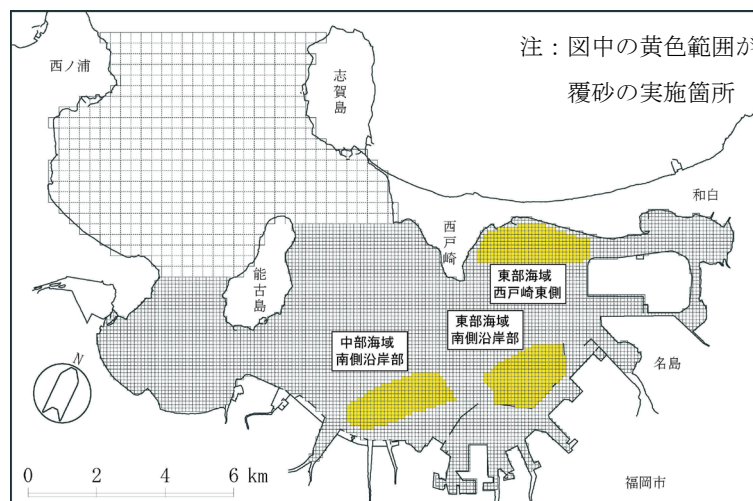 注：図中の黄色範囲が
覆砂の実施箇所
西ノ浦
志賀島
和白
西戸崎
能古島
東部海域
西戸崎東側
東部海域
南側沿岸部
中部海域
南側沿岸部
名島
N
0 2 4 6 km
福岡市